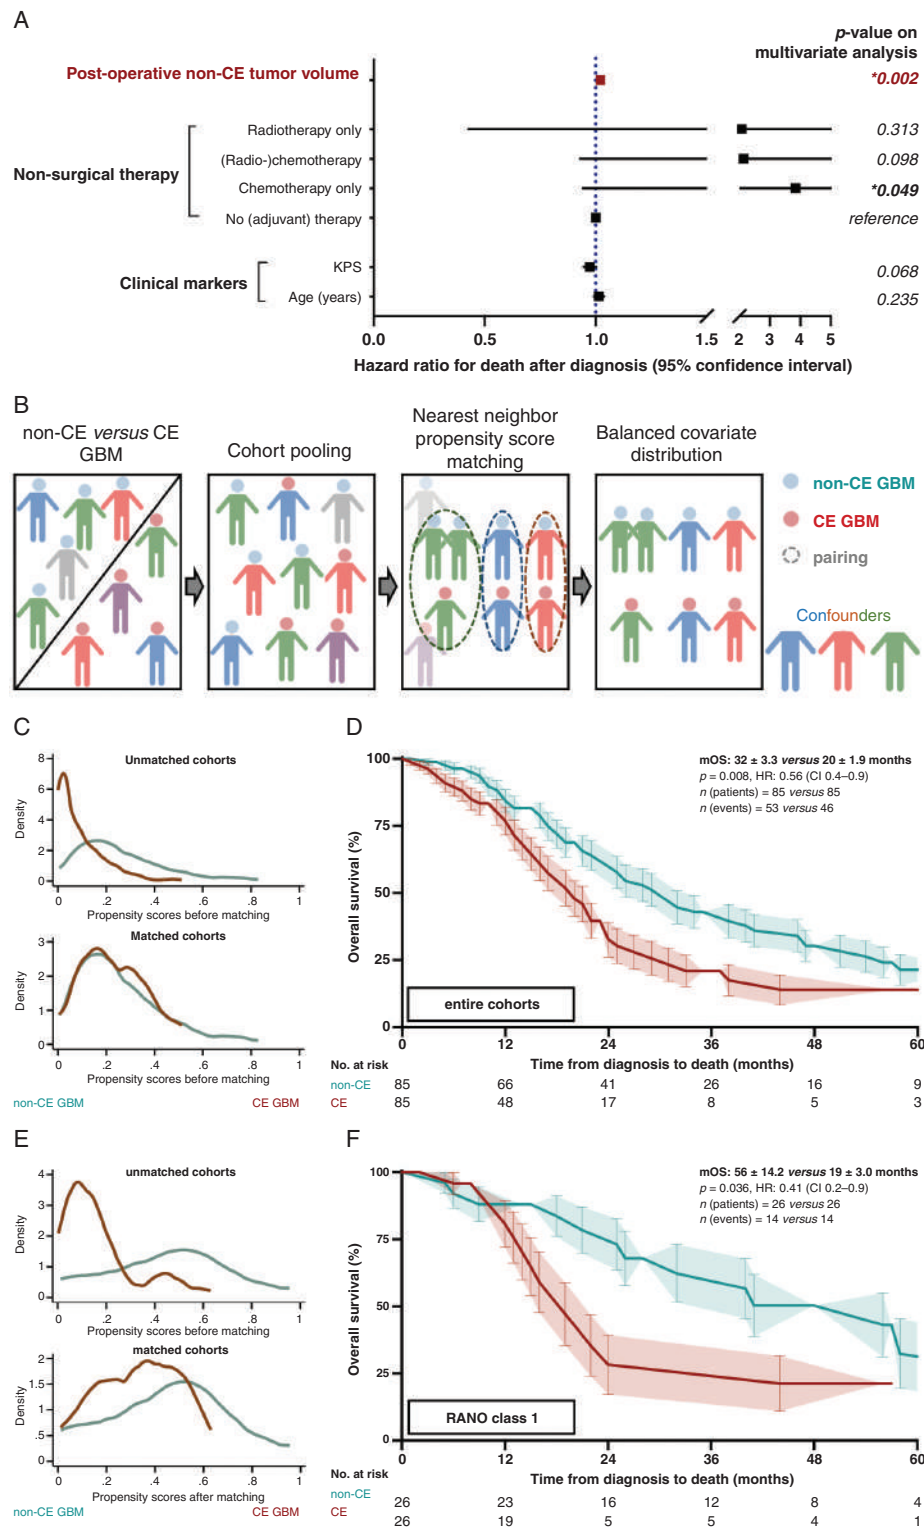 A
p-value on
multivariate analysis
Post-operative non-CE tumor volume
*0.002
Radiotherapy only
0.313
(Radio-)chemotherapy
0.098
Non-surgical therapy
Chemotherapy only
*0.049
No (adjuvant) therapy
reference
KPS
0.068
Clinical markers
Age (years)
0.235
0.0 0.5 1.0 1.5 2 3 4 5
Hazard ratio for death after diagnosis (95% confidence interval)
B
non-CE versus CE
GBM
Cohort pooling
Nearest neighbor
propensity score
matching
Balanced covariate
distribution
non-CE GBM
CE GBM
pairing
Confounders
C
Unmatched cohorts
Density
8
6
4
2
0
0 .2 .4 .6 .8 1
Propensity scores before matching
Matched cohorts
Density
3
2
1
0
0 .2 .4 .6 .8 1
Propensity scores before matching
non-CE GBM CE GBM
D
mOS: 32 ± 3.3 versus 20 ± 1.9 months
p = 0.008, HR: 0.56 (CI 0.4–0.9)
n (patients) = 85 versus 85
n (events) = 53 versus 46
Overall survival (%)
100
75
50
25
0
entire cohorts
0 12 24 36 48 60
Time from diagnosis to death (months)
No. at risk
non-CE 85 66 41 26 16 9
CE 85 48 17 8 5 3
E
unmatched cohorts
Density
4
3
2
1
0
0 .2 .4 .6 .8 1
Propensity scores before matching
matched cohorts
Density
2
1.5
1
.5
0
0 .2 .4 .6 .8 1
Propensity scores after matching
non-CE GBM CE GBM
F
mOS: 56 ± 14.2 versus 19 ± 3.0 months
p = 0.036, HR: 0.41 (CI 0.2–0.9)
n (patients) = 26 versus 26
n (events) = 14 versus 14
Overall survival (%)
100
75
50
25
0
RANO class 1
0 12 24 36 48 60
Time from diagnosis to death (months)
No. at risk
non-CE
26 23 16 12 8 4
CE
26 19 5 5 4 1